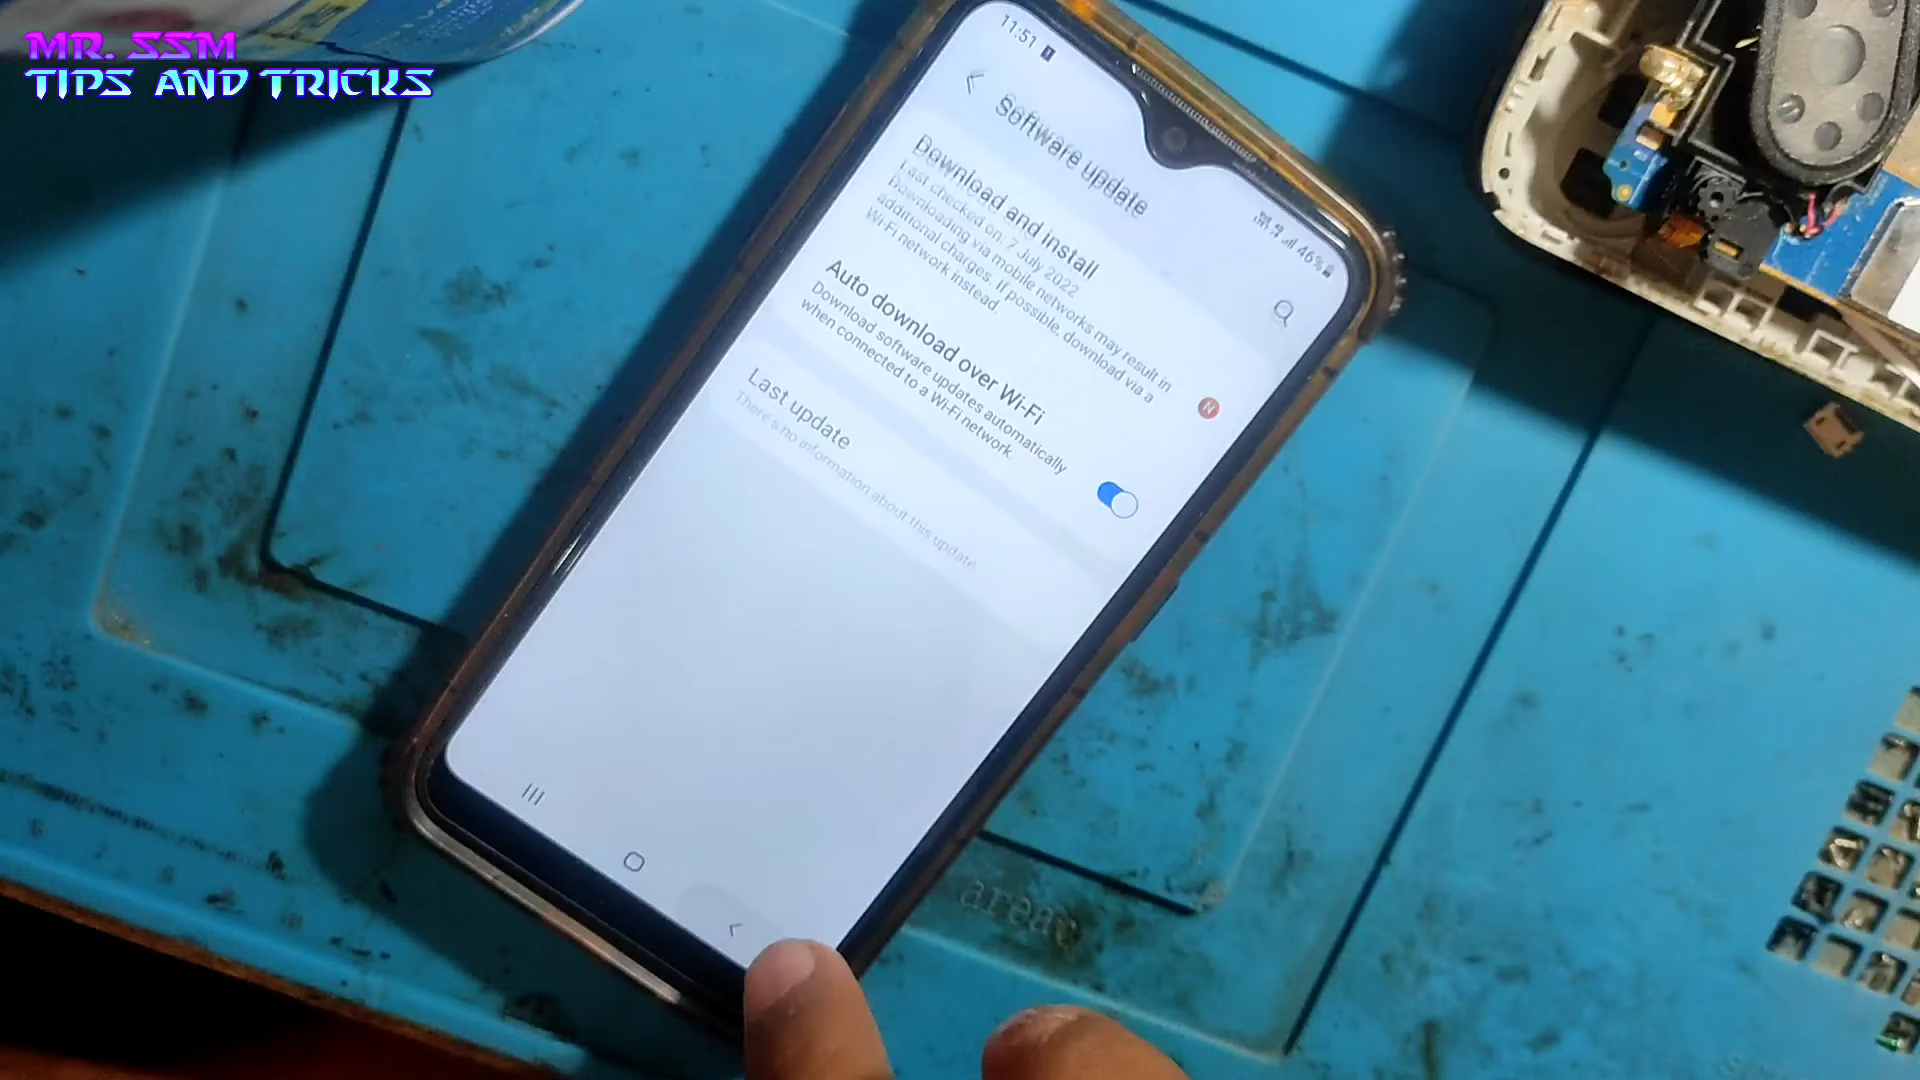 MR. SSM
TIPS AND TRICKS
11:51
46%
Software update
Download and install
Last checked on: 7 July 2022
Downloading via mobile networks may result in
additional charges. If possible, download via a
Wi-Fi network instead.
N
Auto download over Wi-Fi
Download software updates automatically
when connected to a Wi-Fi network.
Last update
There's no information about this update